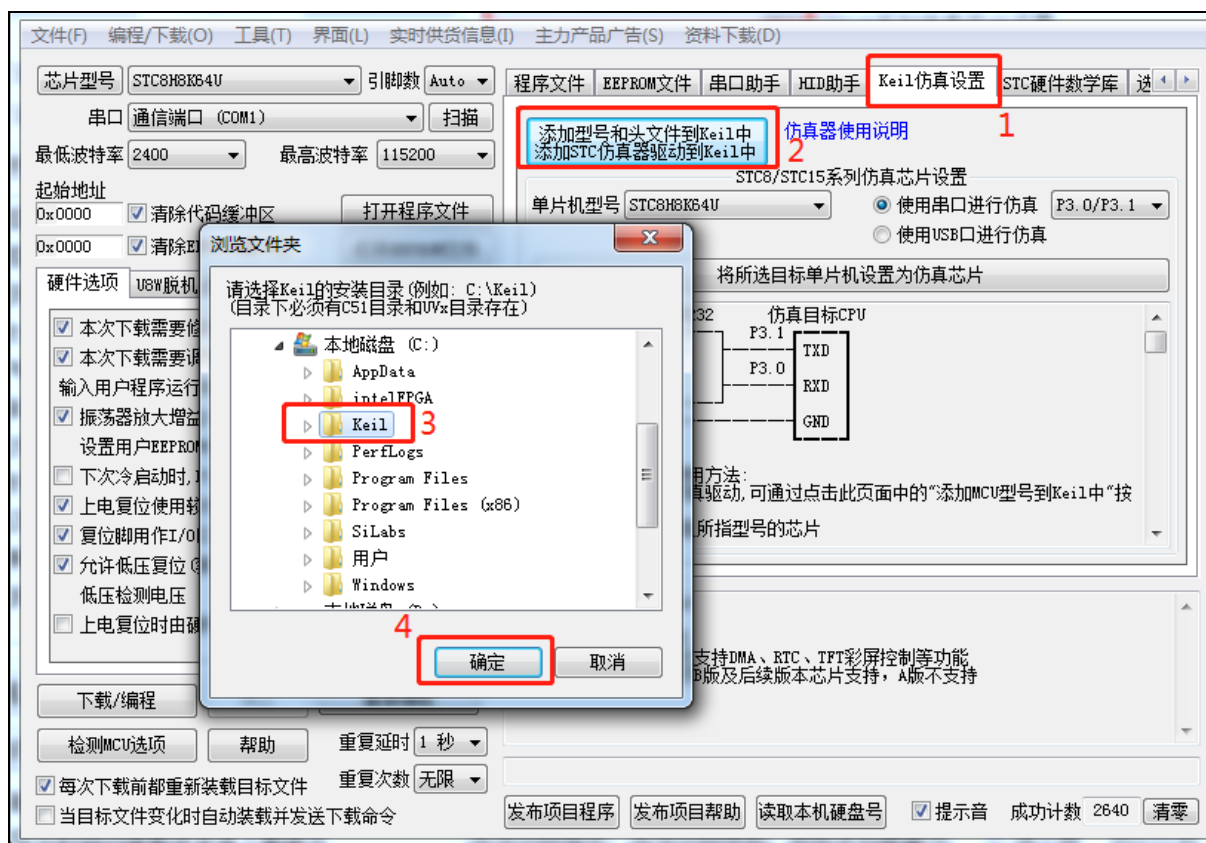 文件(F) 编程/下载(O) 工具(T) 界面(L) 实时供货信息(I) 主力产品广告(S) 资料下载(D)
芯片型号 STC8H8K64U 引脚数 Auto
串口 通信端口 (COM1) 扫描
最低波特率 2400 最高波特率 115200
起始地址
0x0000 清除代码缓冲区 打开程序文件
0x0000 清除E
硬件选项 U8W脱机
本次下载需要修
本次下载需要调
输入用户程序运行
振荡器放大增益
设置用户EEPROM
下次冷启动时,
上电复位使用较
复位脚用作I/O
允许低压复位
低压检测电压
上电复位时由硬
下载/编程
检测MCU选项 帮助 重复延时 1 秒
每次下载前都重新装载目标文件 重复次数 无限
当目标文件变化时自动装载并发送下载命令
浏览文件夹
请选择Keil的安装目录(例如: C:\Keil)
(目录下必须有C51目录和UVx目录存在)
本地磁盘 (C:)
AppData
intelFPGA
Keil 3
PerfLogs
Program Files
Program Files (x86)
SiLabs
用户
Windows
4
确定 取消
程序文件 EEPROM文件 串口助手 HID助手 Keil仿真设置 STC硬件数学库 选
1
添加型号和头文件到Keil中
添加STC仿真器驱动到Keil中
2
仿真器使用说明
STC8/STC15系列仿真芯片设置
单片机型号 STC8H8K64U 使用串口进行仿真 P3.0/P3.1
使用USB口进行仿真
将所选目标单片机设置为仿真芯片
32 仿真目标CPU
P3.1 TXD
P3.0 RXD
GND
用方法:
真驱动,可通过点击此页面中的“添加MCU型号到Keil中“按
所指型号的芯片
支持DMA、RTC、TFT彩屏控制等功能
B版及后续版本芯片支持，A版不支持
发布项目程序 发布项目帮助 读取本机硬盘号 提示音 成功计数 2640 清零